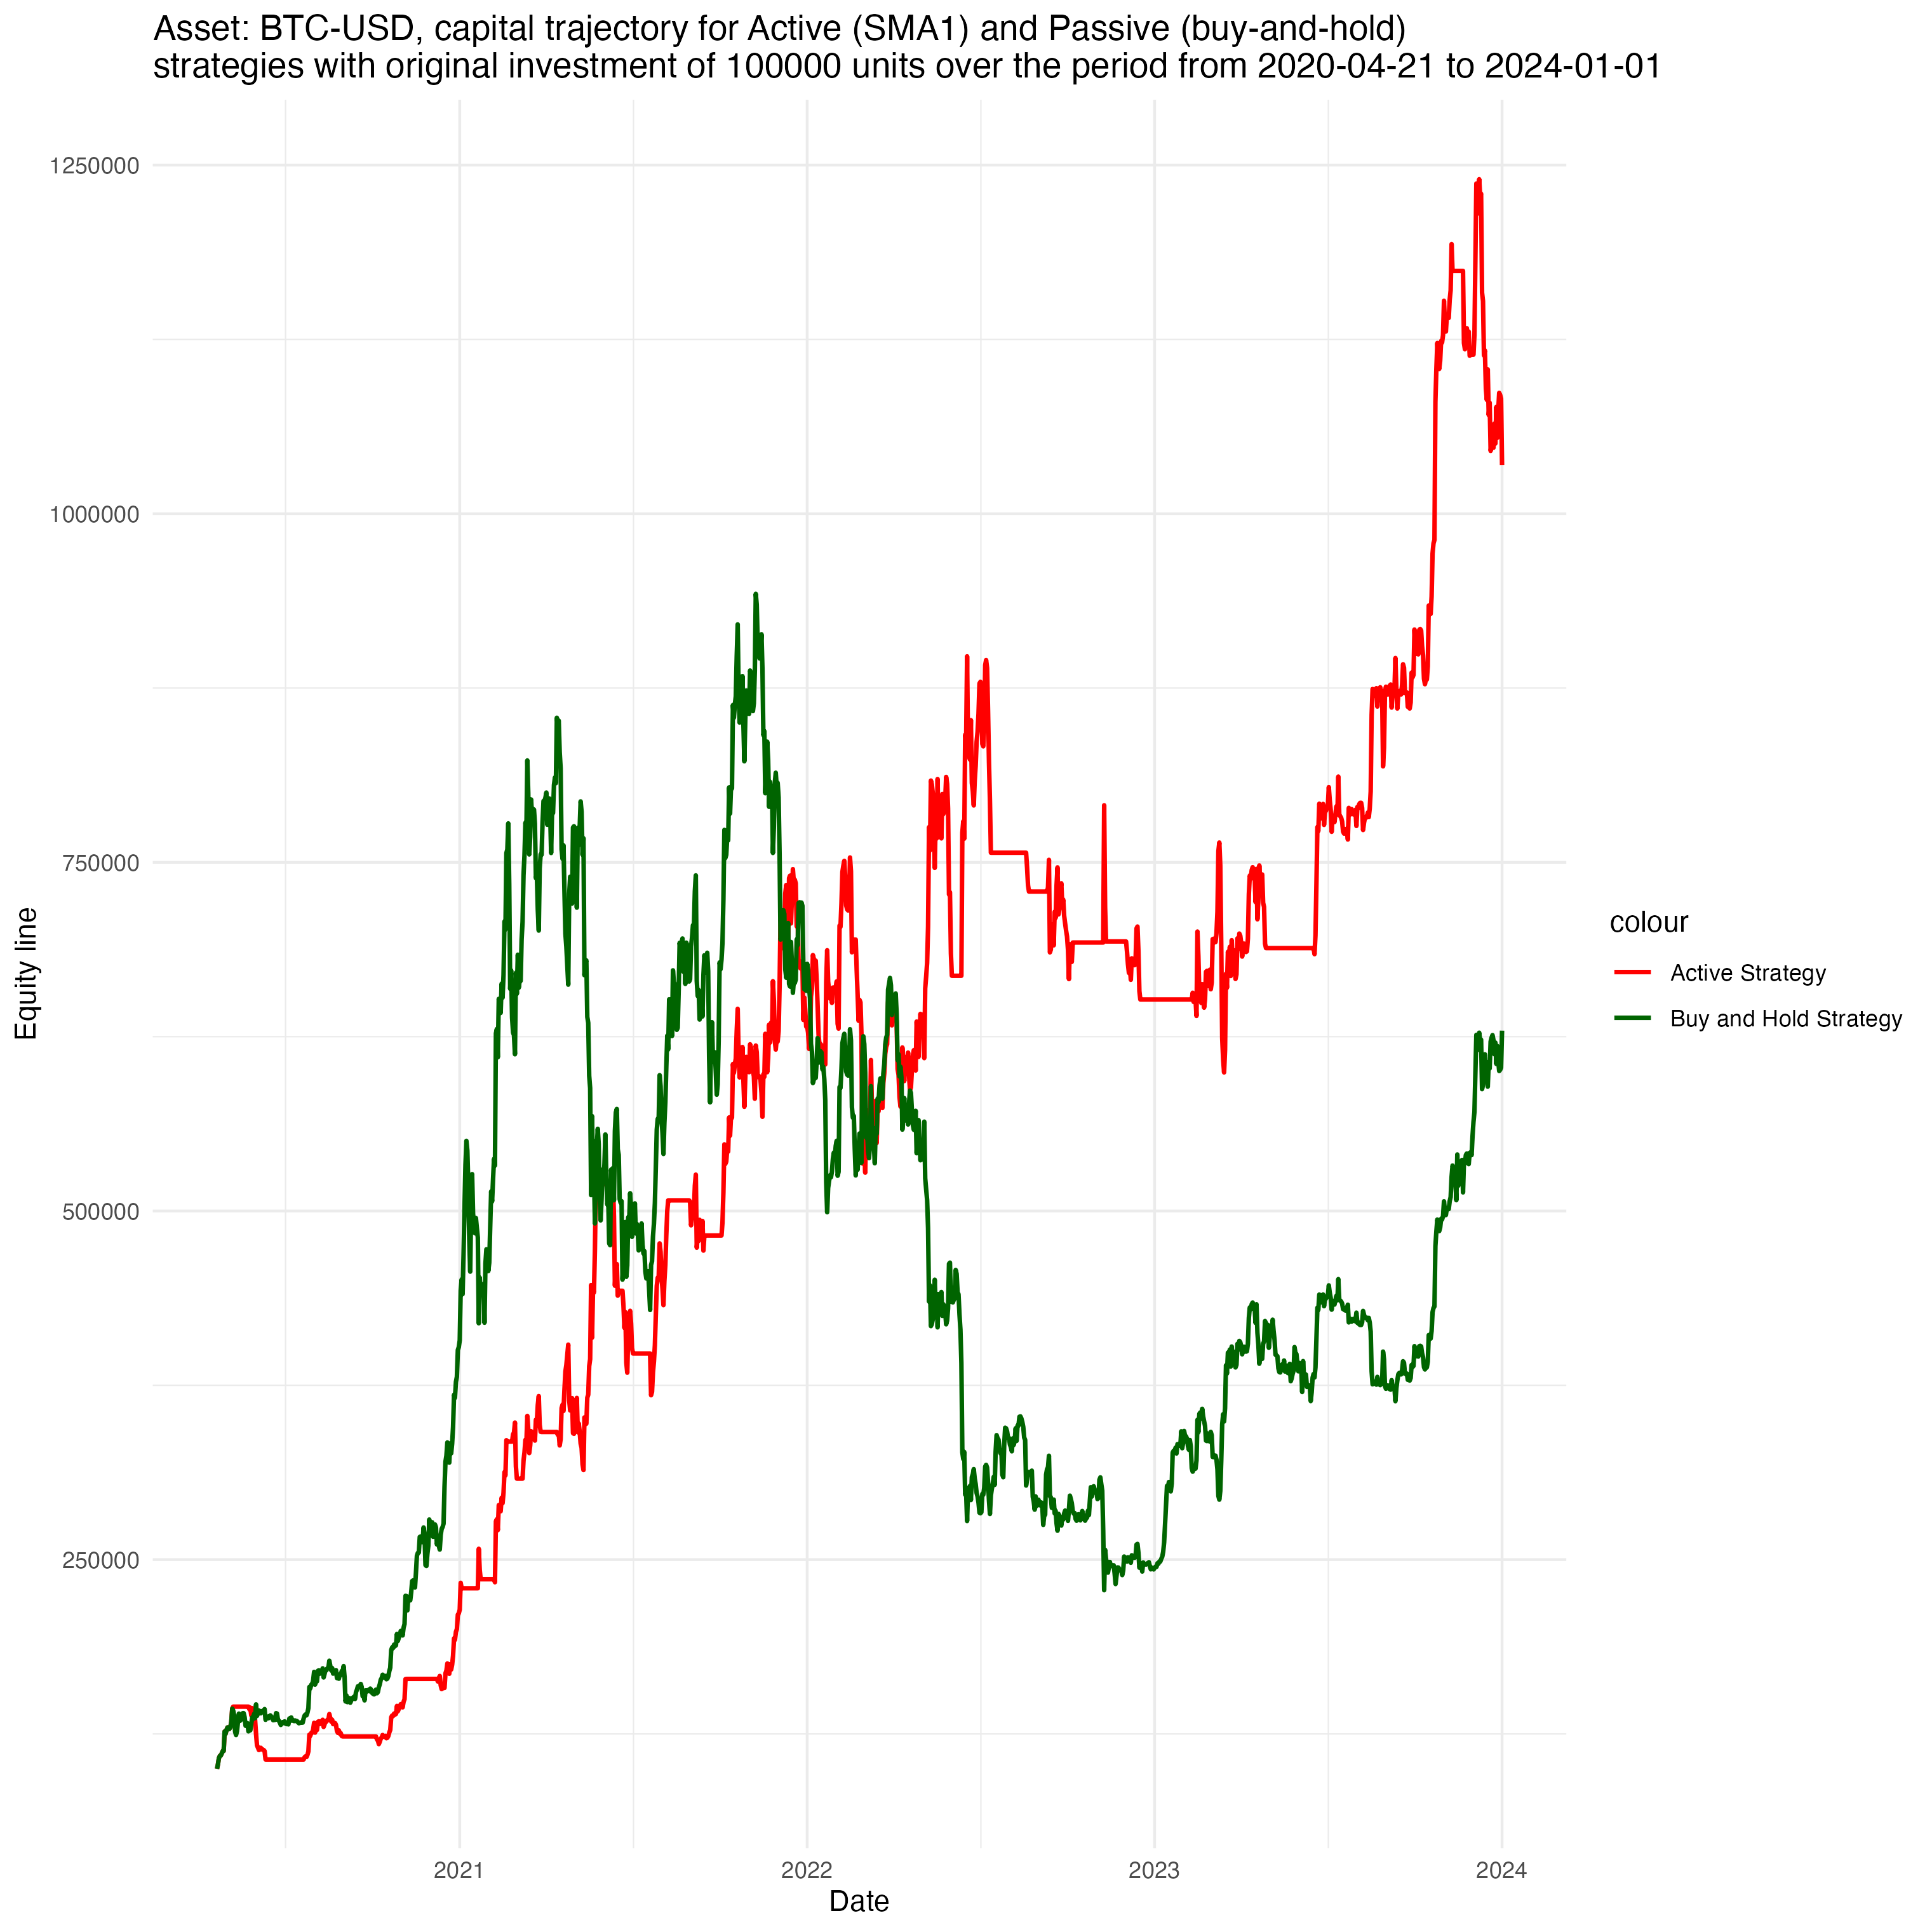 Asset: BTC-USD, capital trajectory for Active (SMA1) and Passive (buy-and-hold)
strategies with original investment of 100000 units over the period from 2020-04-21 to 2024-01-01
1250000
1000000
750000
500000
250000
Equity line
2021
2022
2023
2024
Date
colour
Active Strategy
Buy and Hold Strategy